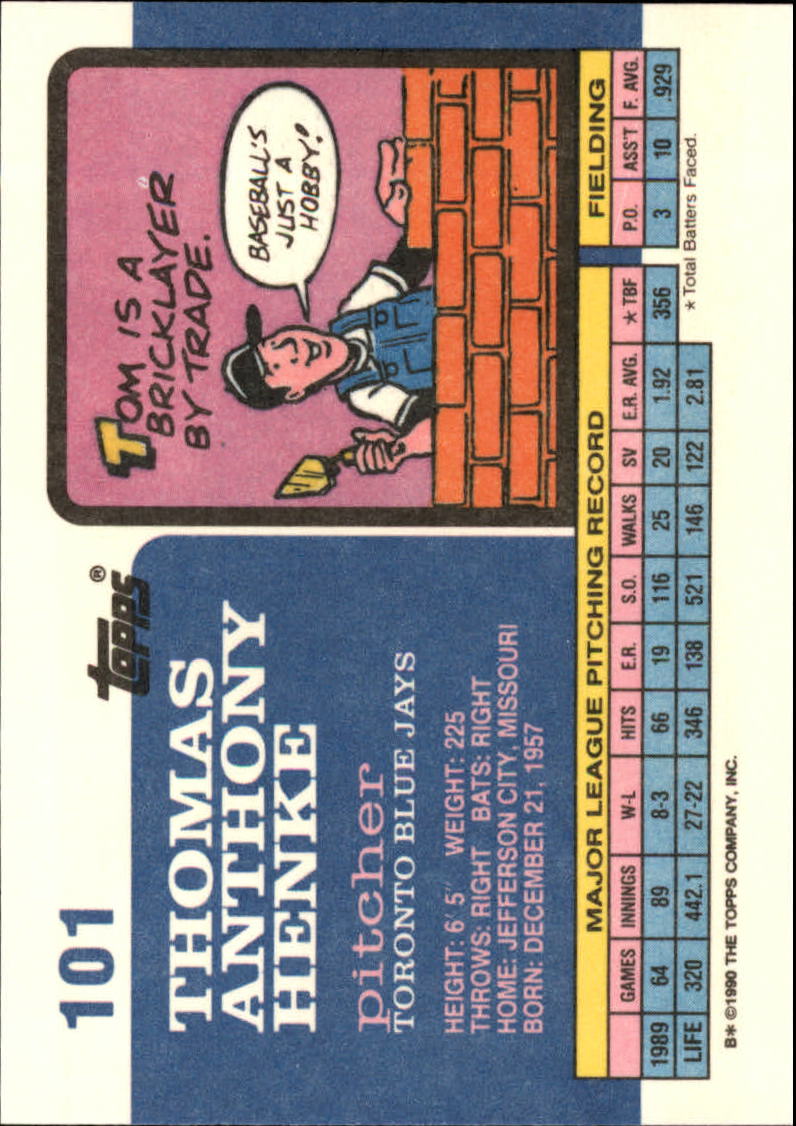 101
topps®
THOMAS
ANTHONY
HENKE
pitcher
TORONTO BLUE JAYS
HEIGHT: 6' 5" WEIGHT: 225
THROWS: RIGHT BATS: RIGHT
HOME: JEFFERSON CITY, MISSOURI
BORN: DECEMBER 21, 1957
TOM IS A
BRICKLAYER
BY TRADE.
BASEBALL'S
JUST A
HOBBY!
MAJOR LEAGUE PITCHING RECORD FIELDING
GAMES INNINGS W-L HITS E.R. S.O. WALKS SV E.R. AVG. *TBF P.O. ASS'T F. AVG.
1989 64 89 8-3 66 19 116 25 20 1.92 356 3 10 .929
LIFE 320 442.1 27-22 346 138 521 146 122 2.81
*Total Batters Faced.
B* ©1990 THE TOPPS COMPANY, INC.